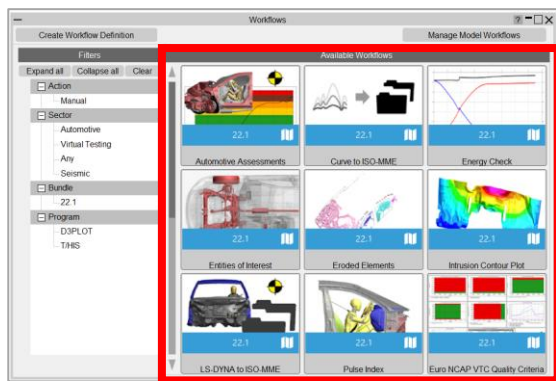 Workflows
Create Workflow Definition
Manage Model Workflows
Filters
Expand all Collapse all Clear
Action
Manual
Sector
Automotive
Virtual Testing
Any
Seismic
Bundle
22.1
Program
D3PLOT
T/HIS
Available Workflows
22.1 22.1 22.1
Automotive Assessments Curve to ISO-MME Energy Check
22.1 22.1 22.1
Entities of Interest Eroded Elements Intrusion Contour Plot
22.1 22.1 22.1
LS-DYNA to ISO-MME Pulse Index Euro NCAP VTC Quality Criteria